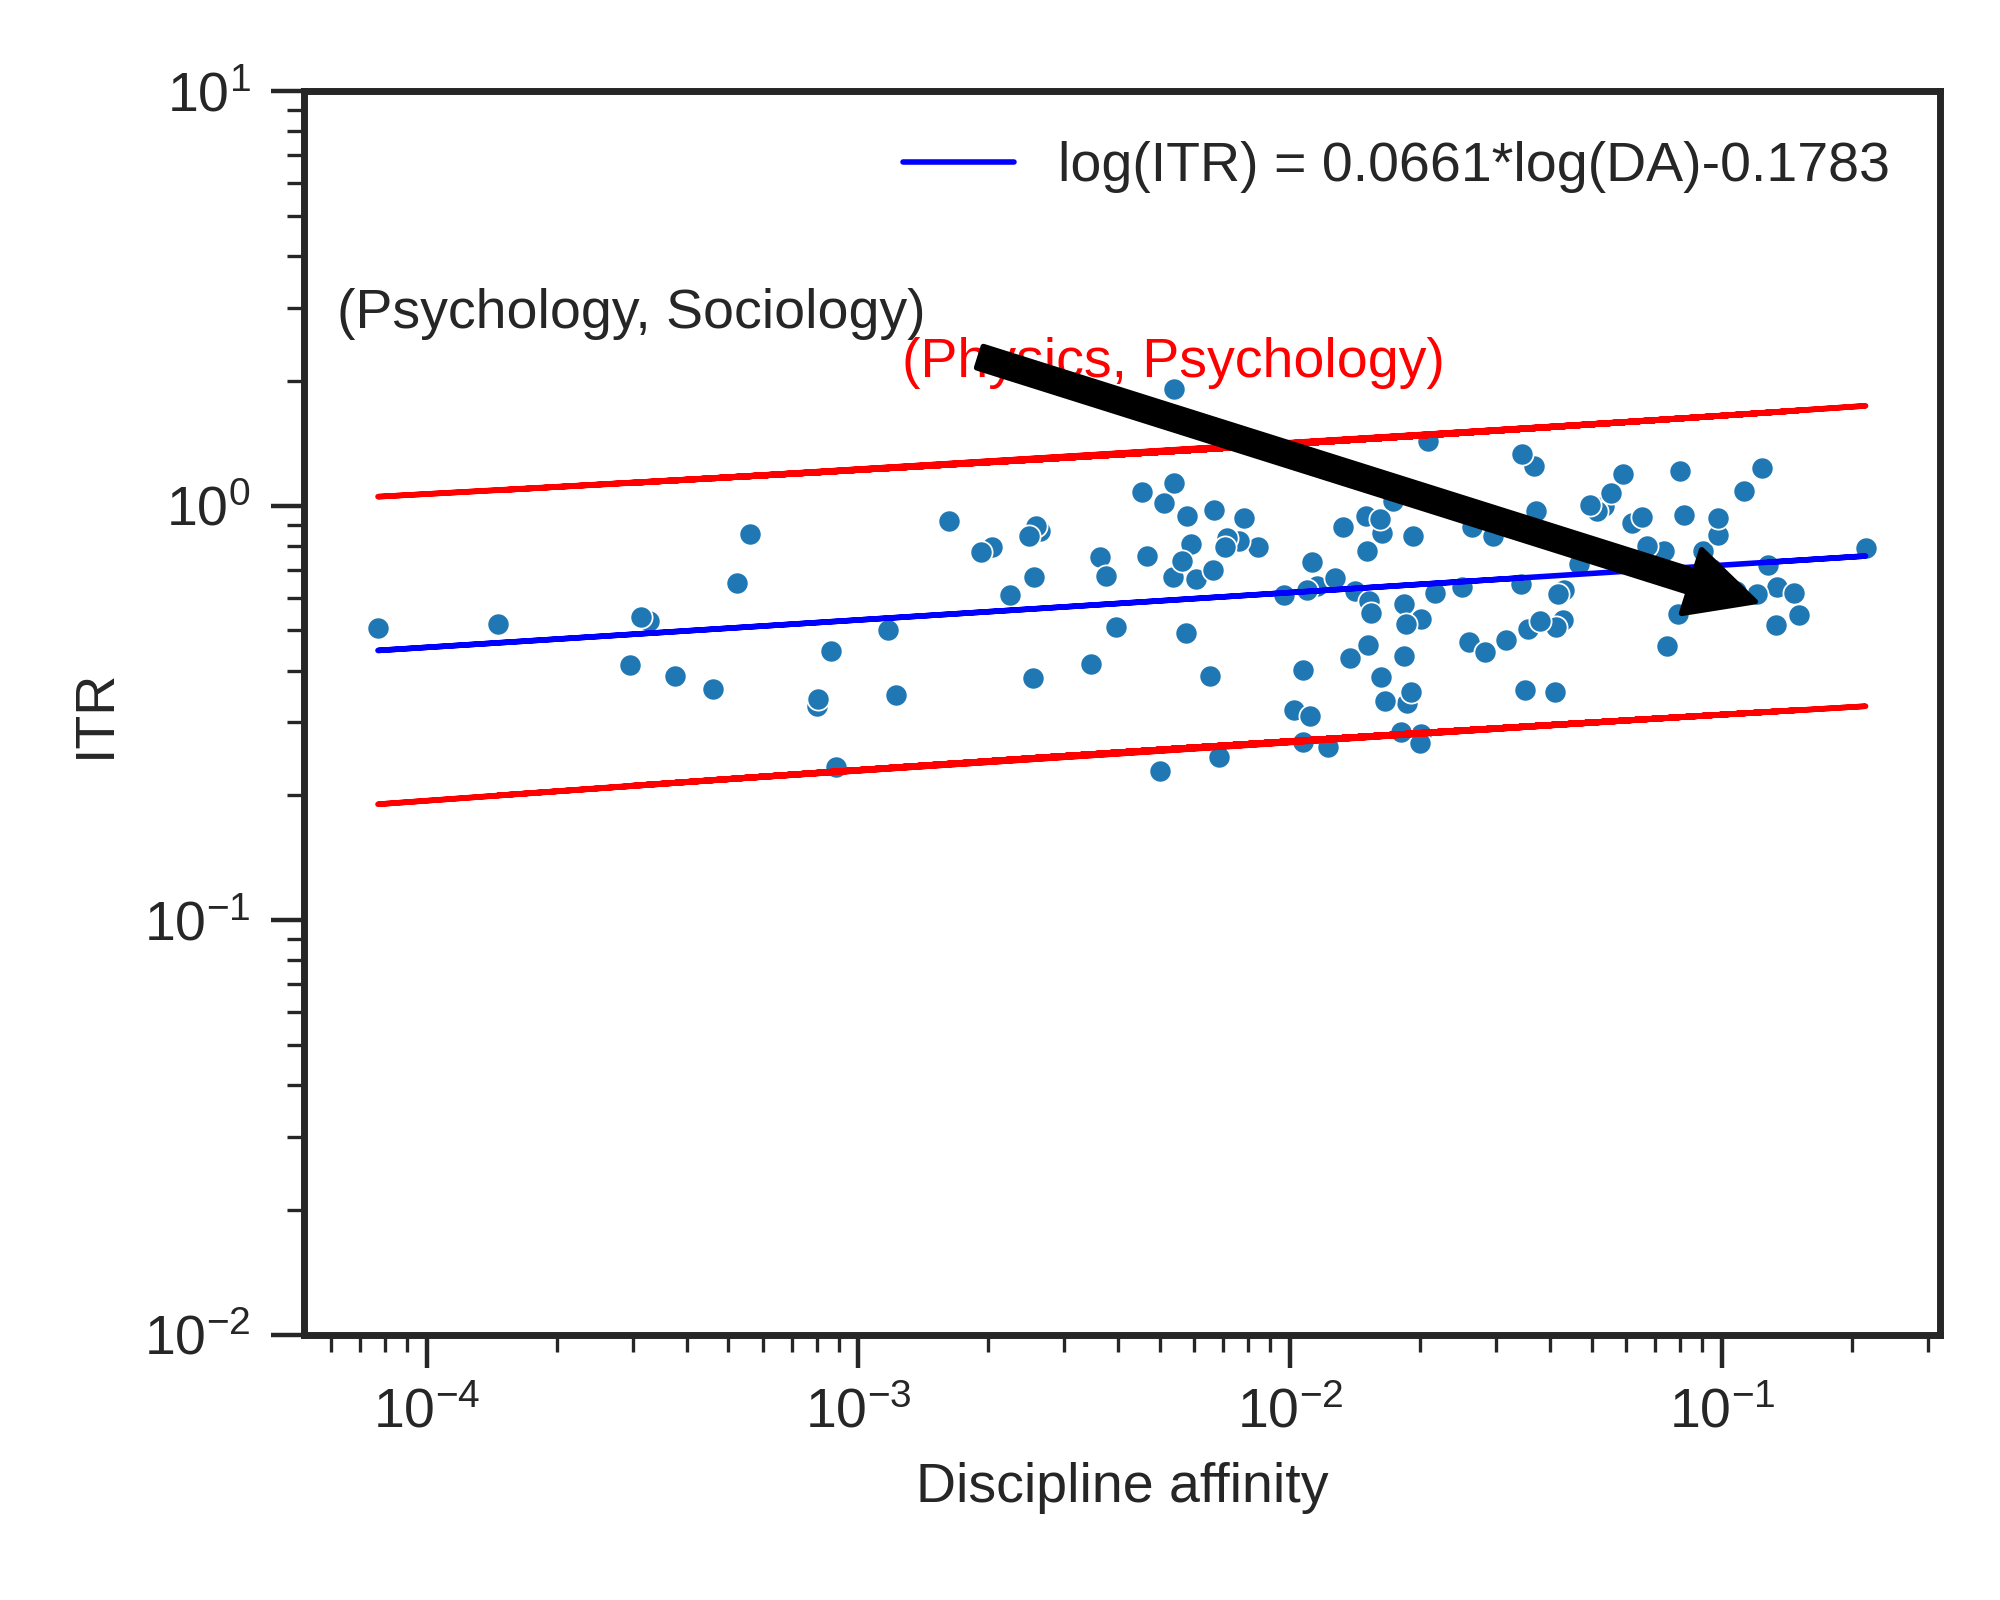 10^1
log(ITR) = 0.0661*log(DA)-0.1783
(Psychology, Sociology)
(Physics, Psychology)
10^0
ITR
10^−1
10^−2
10^−4 10^−3 10^−2 10^−1
Discipline affinity